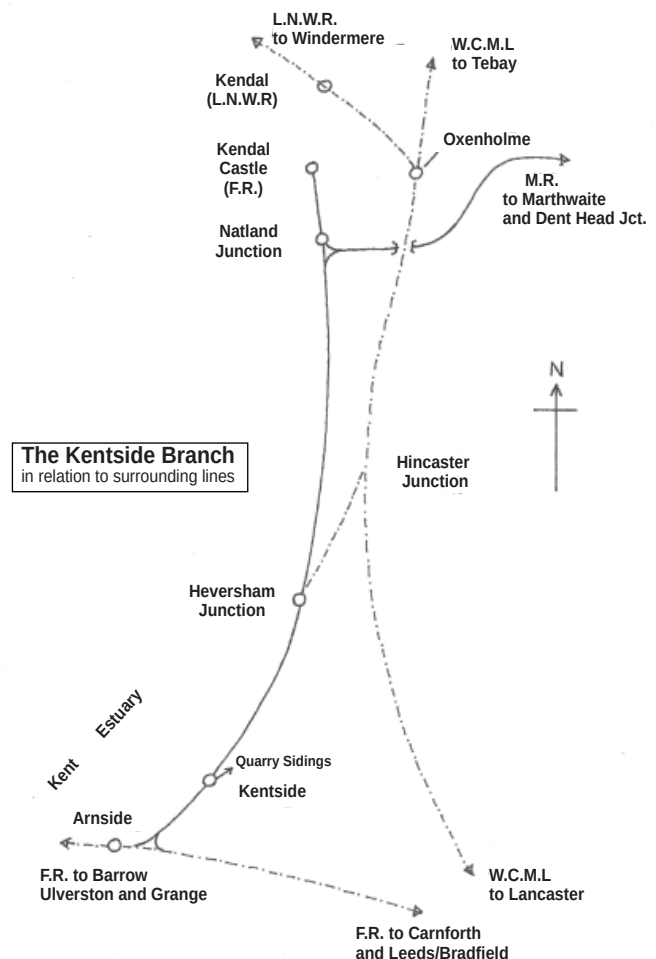 L.N.W.R.
to Windermere
W.C.M.L
to Tebay
Kendal
(L.N.W.R)
Oxenholme
Kendal
Castle
(F.R.)
M.R.
to Marthwaite
and Dent Head Jct.
Natland
Junction
N
The Kentside Branch
in relation to surrounding lines
Hincaster
Junction
Heversham
Junction
Kent Estuary
Quarry Sidings
Kentside
Arnside
F.R. to Barrow
Ulverston and Grange
W.C.M.L
to Lancaster
F.R. to Carnforth
and Leeds/Bradfield